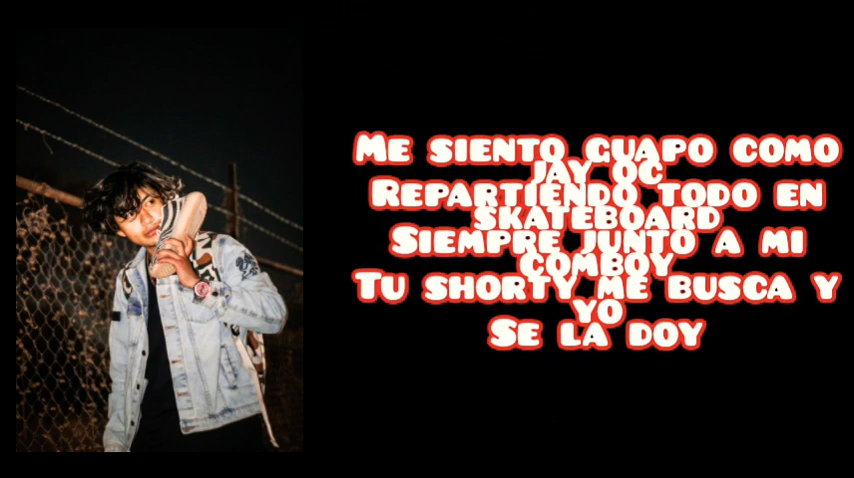 Me siento guapo como
jay oc
Repartiendo todo en
skateboard
Siempre junto a mi
comboy
Tu shorty me busca y
yo
Se la doy